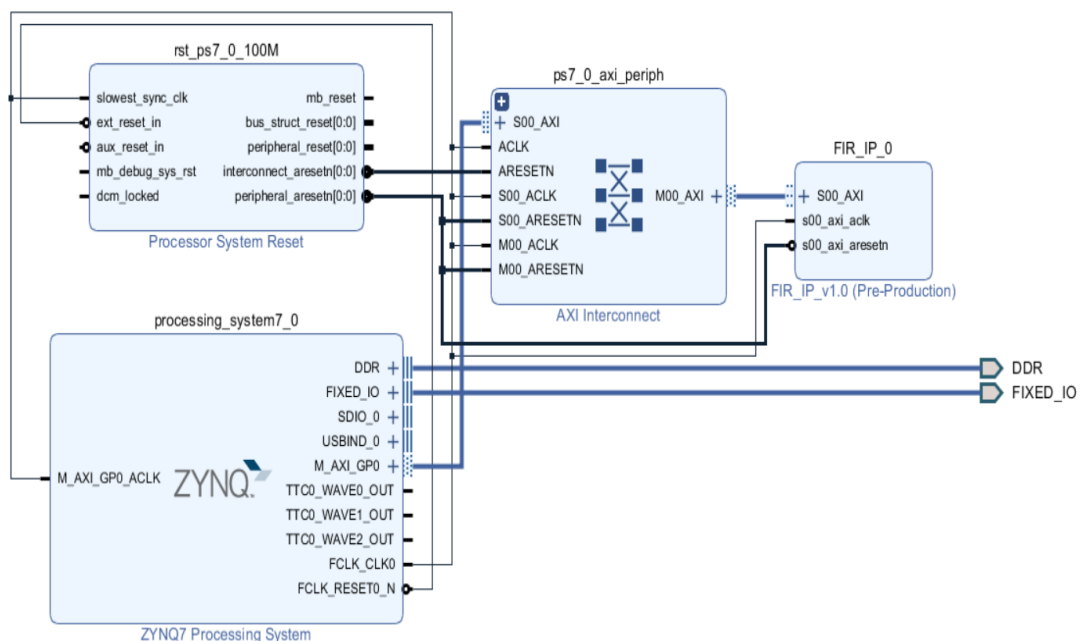 rst_ps7_0_100M
slowest_sync_clk
ext_reset_in
aux_reset_in
mb_debug_sys_rst
dcm_locked
mb_reset
bus_struct_reset[0:0]
peripheral_reset[0:0]
interconnect_aresetn[0:0]
peripheral_aresetn[0:0]
Processor System Reset
ps7_0_axi_periph
S00_AXI
ACLK
ARESETN
S00_ACLK
S00_ARESETN
M00_ACLK
M00_ARESETN
M00_AXI
AXI Interconnect
FIR_IP_0
S00_AXI
s00_axi_aclk
s00_axi_aresetn
FIR_IP_v1.0 (Pre-Production)
processing_system7_0
M_AXI_GP0_ACLK
ZYNQ
DDR
FIXED_IO
SDIO_0
USBIND_0
M_AXI_GP0
TTC0_WAVE0_OUT
TTC0_WAVE1_OUT
TTC0_WAVE2_OUT
FCLK_CLK0
FCLK_RESET0_N
ZYNQ7 Processing System
DDR
FIXED_IO